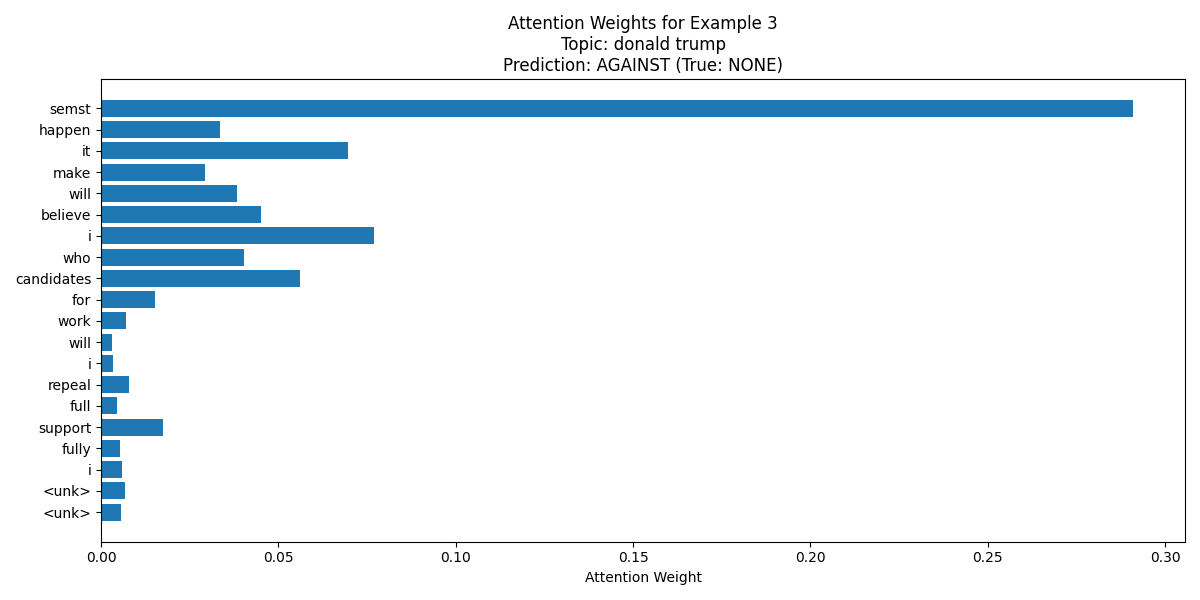 Attention Weights for Example 3
Topic: donald trump
Prediction: AGAINST (True: NONE)
semst
happen
it
make
will
believe
i
who
candidates
for
work
will
i
repeal
full
support
fully
i
<unk>
<unk>
0.00 0.05 0.10 0.15 0.20 0.25 0.30
Attention Weight